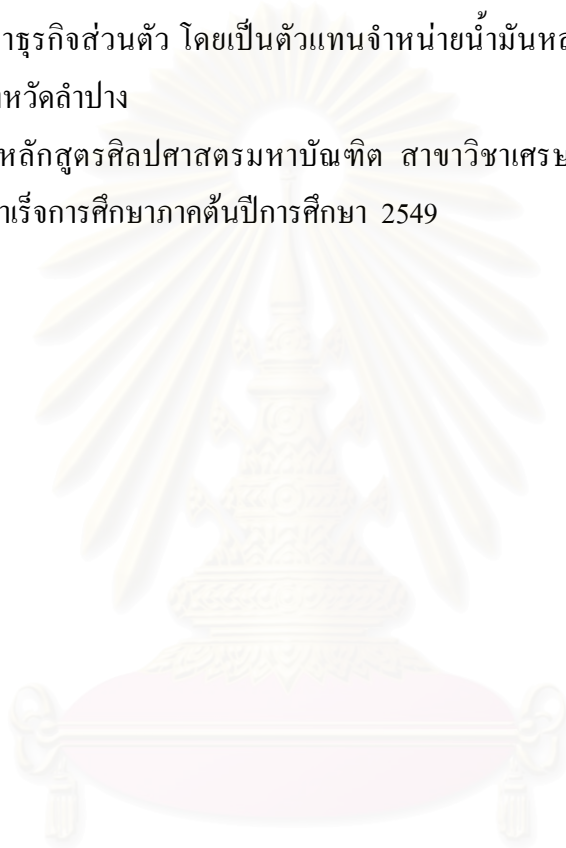 าธุรกิจส่วนตัว โดยเป็นตัวแทนจำหน่ายน้ำมันหล
งหวัดลำปาง
หลักสูตรศิลปศาสตรมหาบัณฑิต สาขาวิชาเศรษ
ำเร็จการศึกษาภาคต้นปีการศึกษา 2549